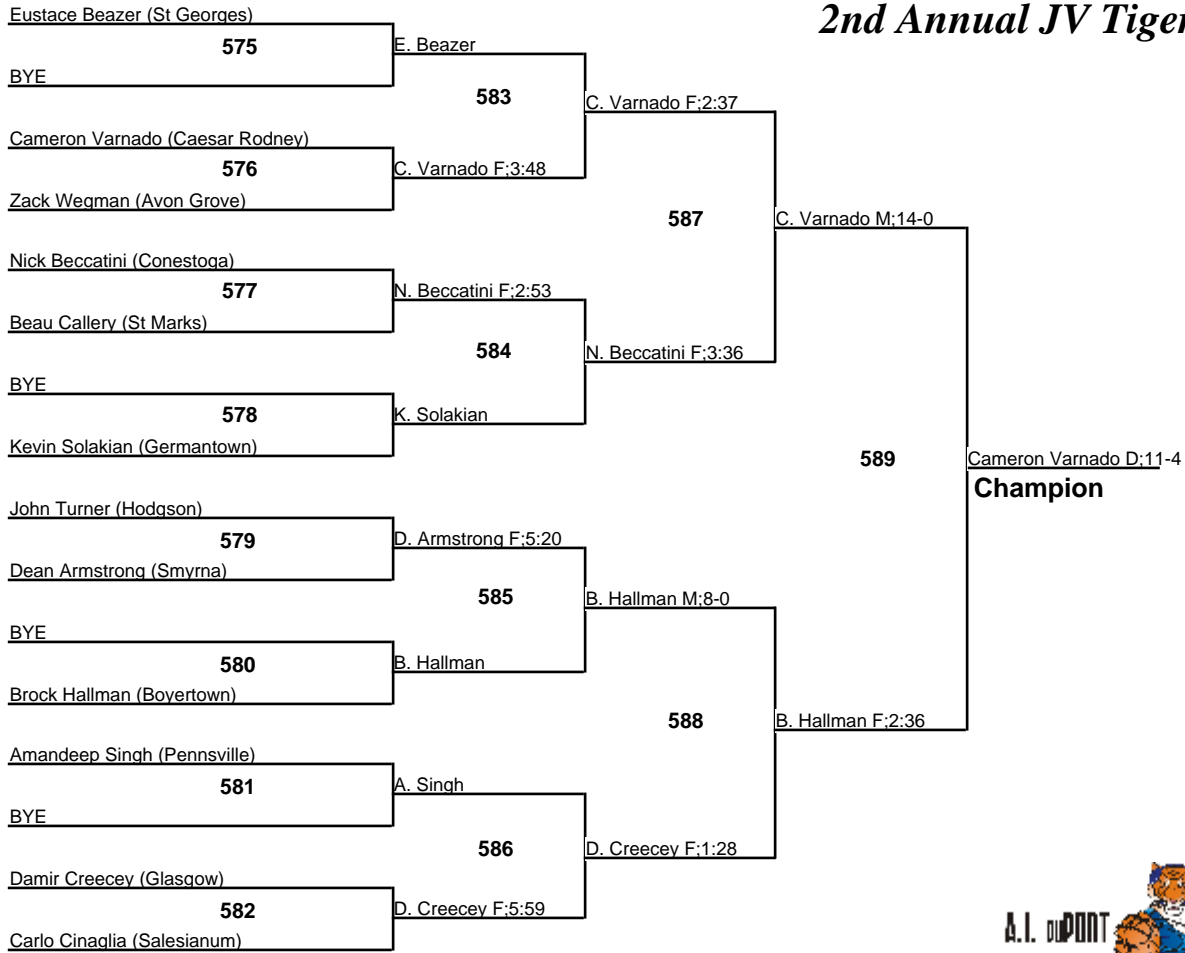 2nd Annual JV Tiger
Eustace Beazer (St Georges)
575
BYE
E. Beazer
583
Cameron Varnado (Caesar Rodney)
576
Zack Wegman (Avon Grove)
C. Varnado F;3:48
C. Varnado F;2:37
587
Nick Beccatini (Conestoga)
577
Beau Callery (St Marks)
N. Beccatini F;2:53
584
BYE
578
Kevin Solakian (Germantown)
K. Solakian
N. Beccatini F;3:36
C. Varnado M;14-0
589
Cameron Varnado D;11-4
Champion
John Turner (Hodgson)
579
Dean Armstrong (Smyrna)
D. Armstrong F;5:20
585
BYE
580
Brock Hallman (Boyertown)
B. Hallman
B. Hallman M;8-0
588
B. Hallman F;2:36
Amandeep Singh (Pennsville)
581
BYE
A. Singh
586
Damir Creecey (Glasgow)
582
Carlo Cinaglia (Salesianum)
D. Creecey F;5:59
D. Creecey F;1:28
A.I. DUPONT